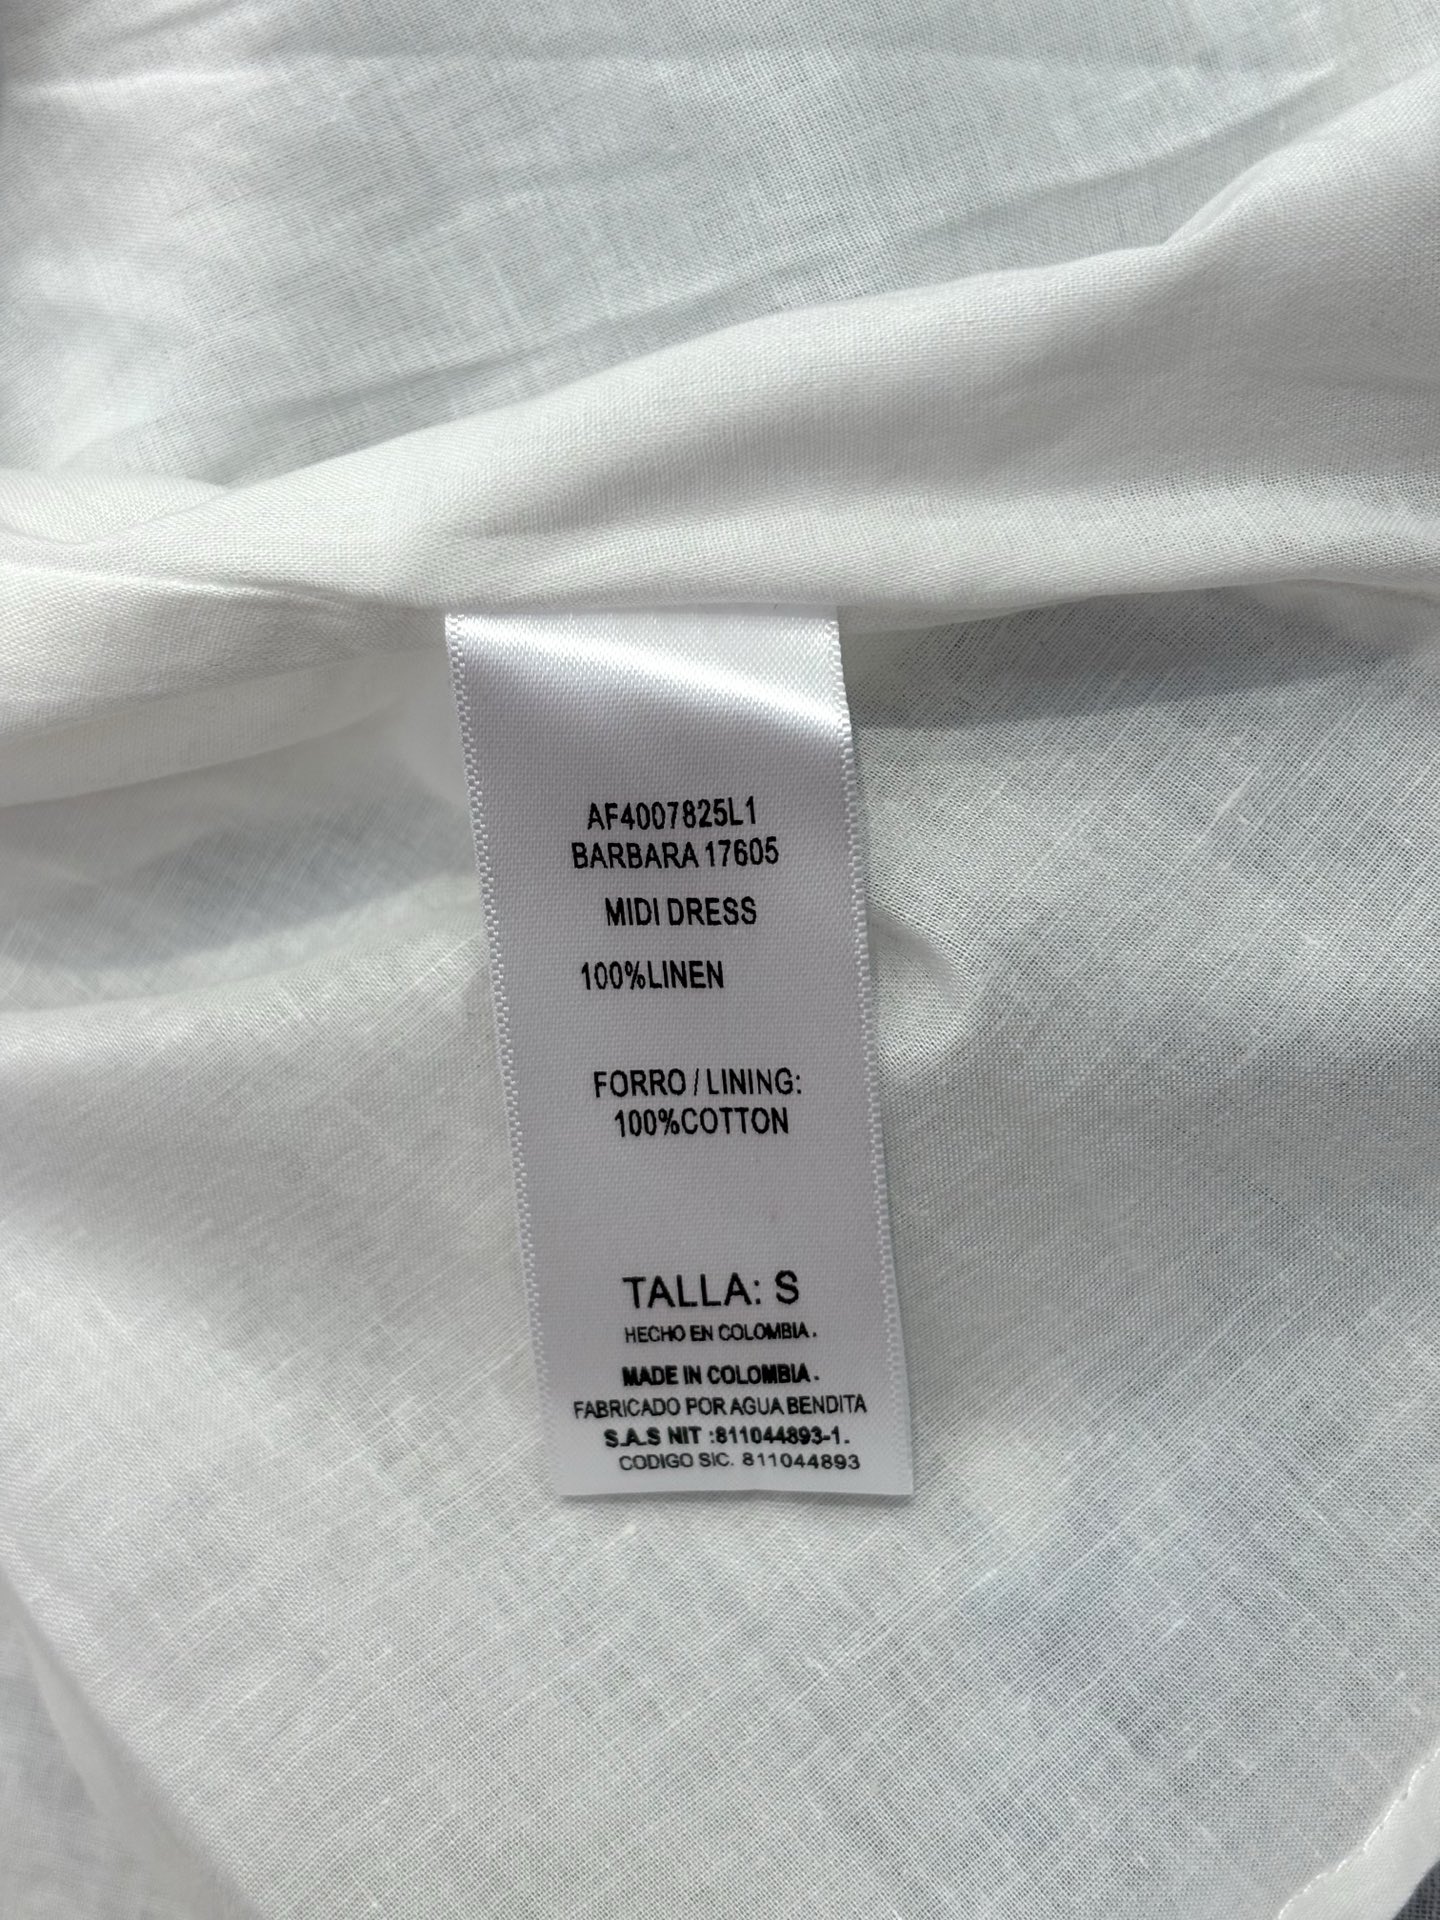 AF4007825L1
BARBARA 17605
MIDI DRESS
100%LINEN
FORRO / LINING:
100%COTTON
TALLA: S
HECHO EN COLOMBIA.
MADE IN COLOMBIA.
FABRICADO POR AGUA BENDITA
S.A.S NIT :811044893-1.
CODIGO SIC. 811044893